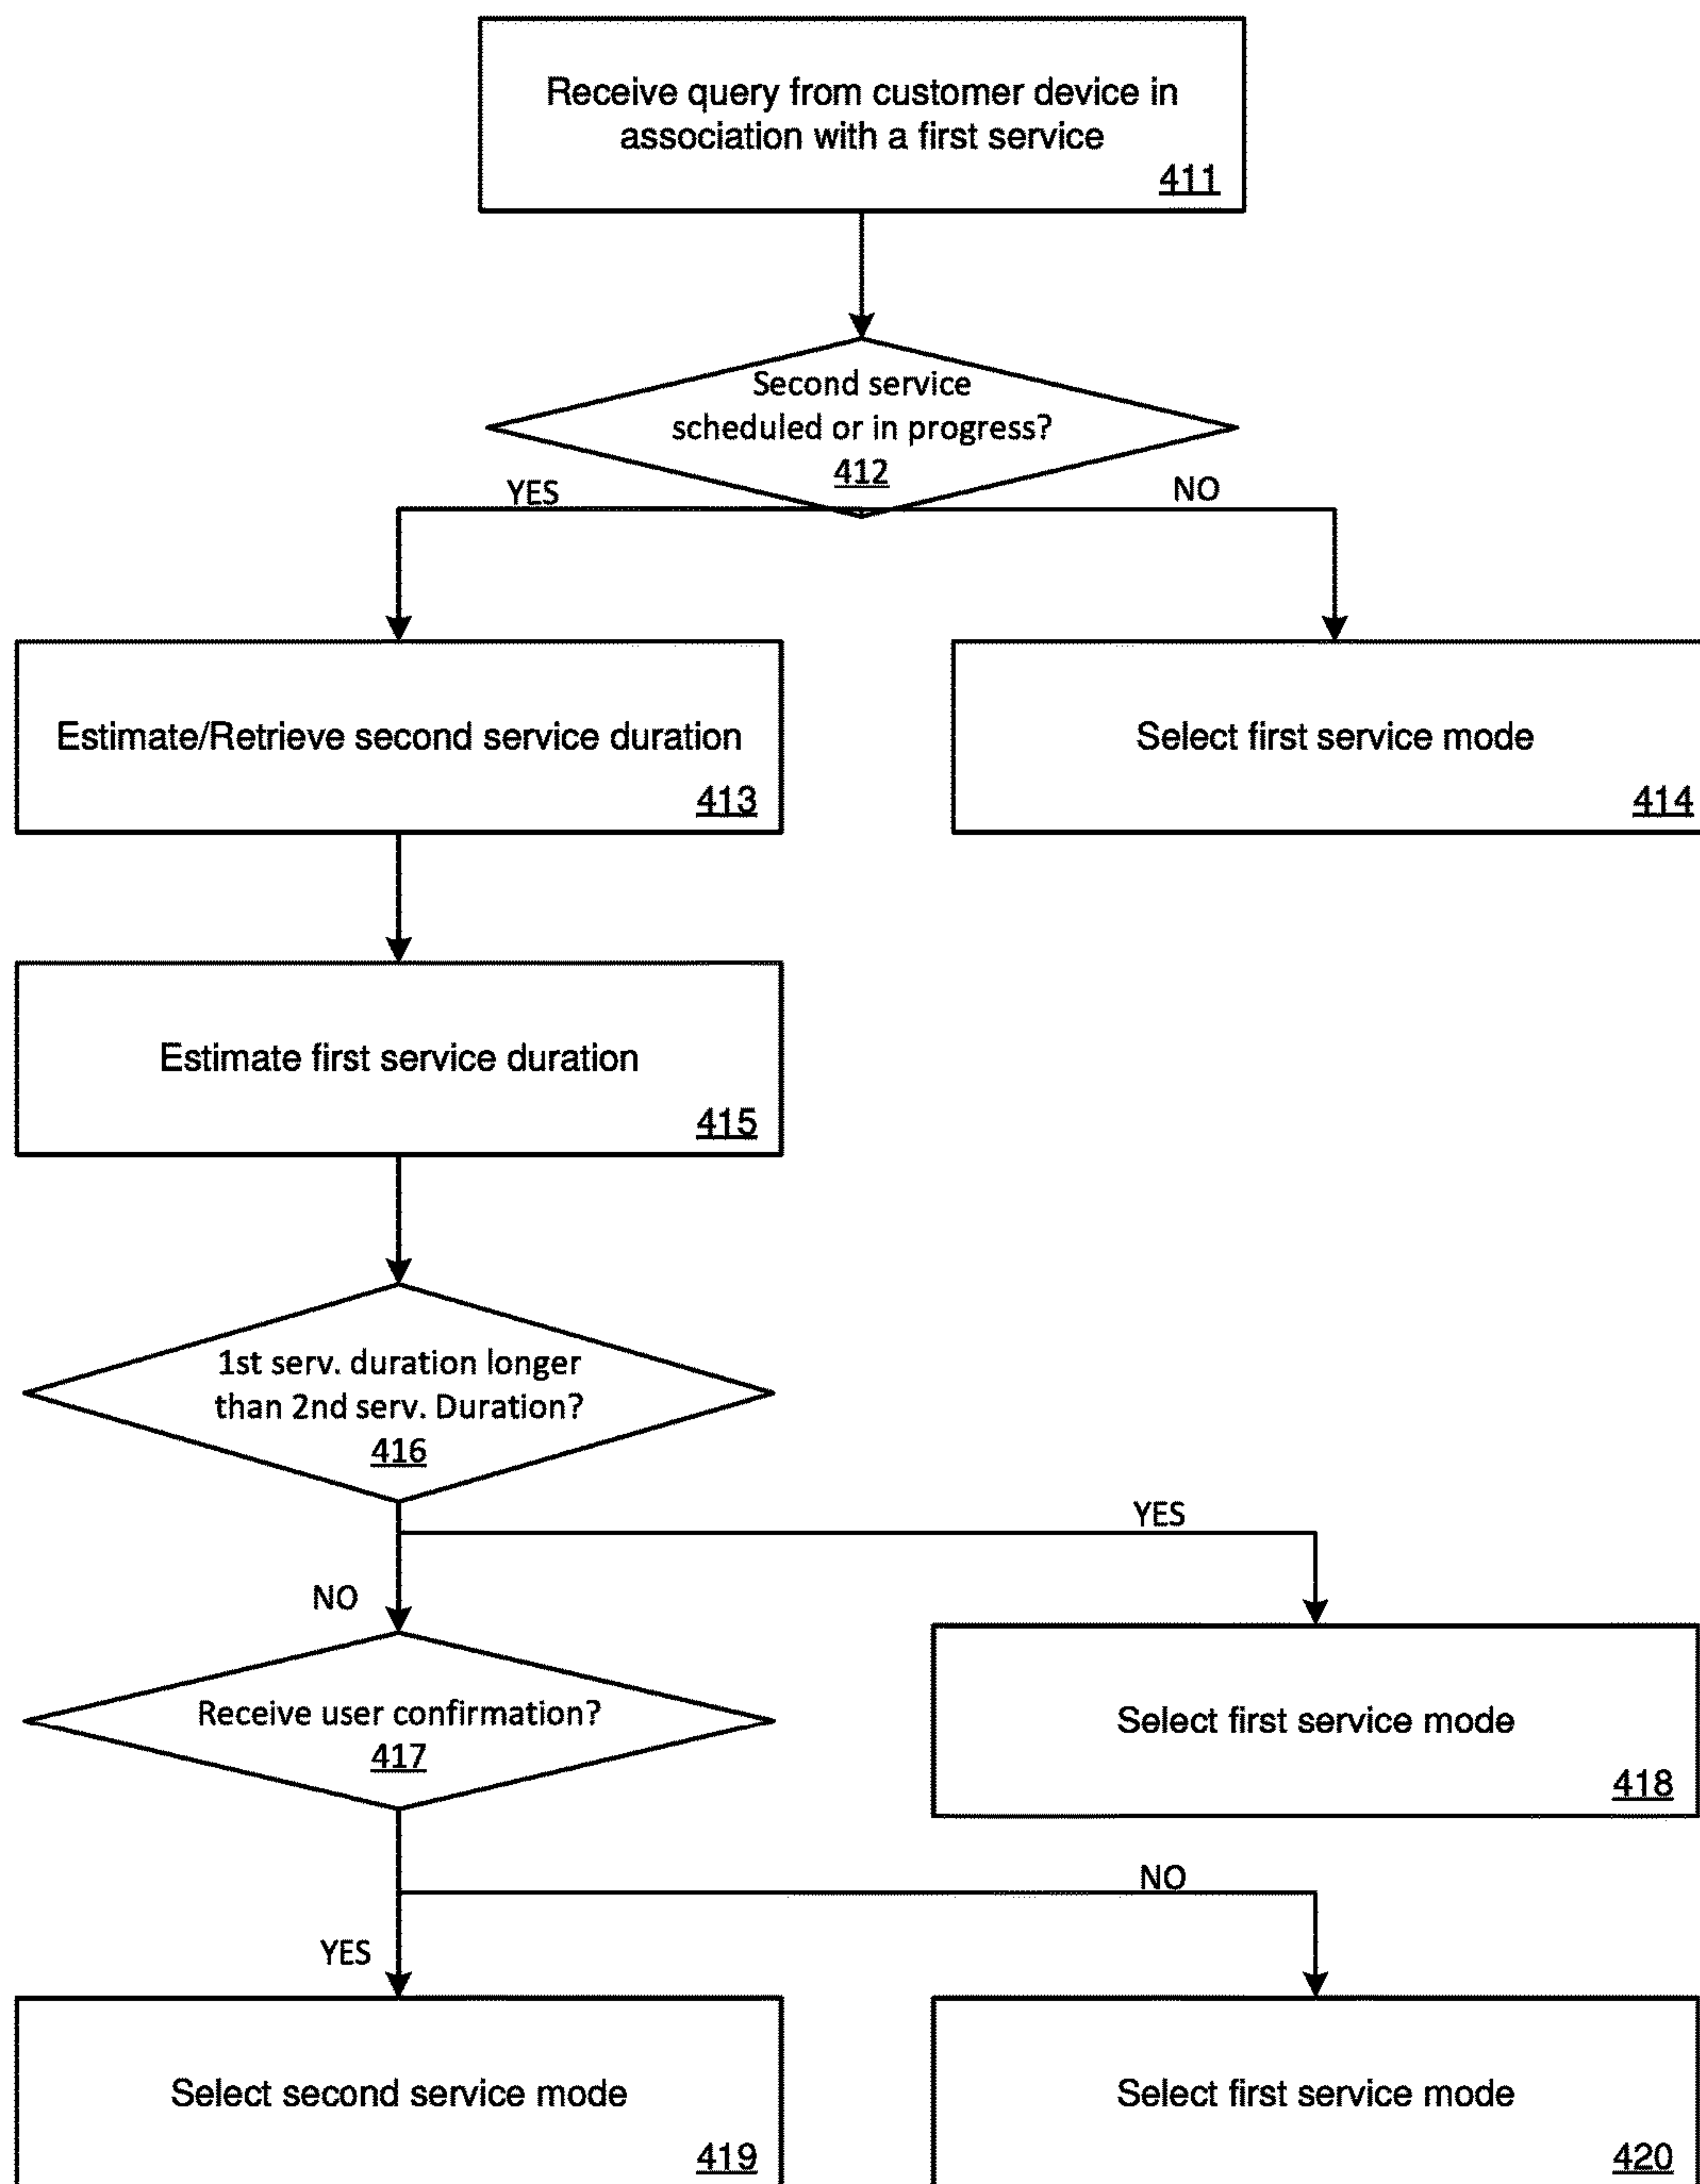 Receive query from customer device in
association with a first service
411
Second service
scheduled or in progress?
412
YES
NO
Estimate/Retrieve second service duration
413
Select first service mode
414
Estimate first service duration
415
1st serv. duration longer
than 2nd serv. Duration?
416
YES
NO
Receive user confirmation?
417
Select first service mode
418
NO
YES
Select second service mode
419
Select first service mode
420